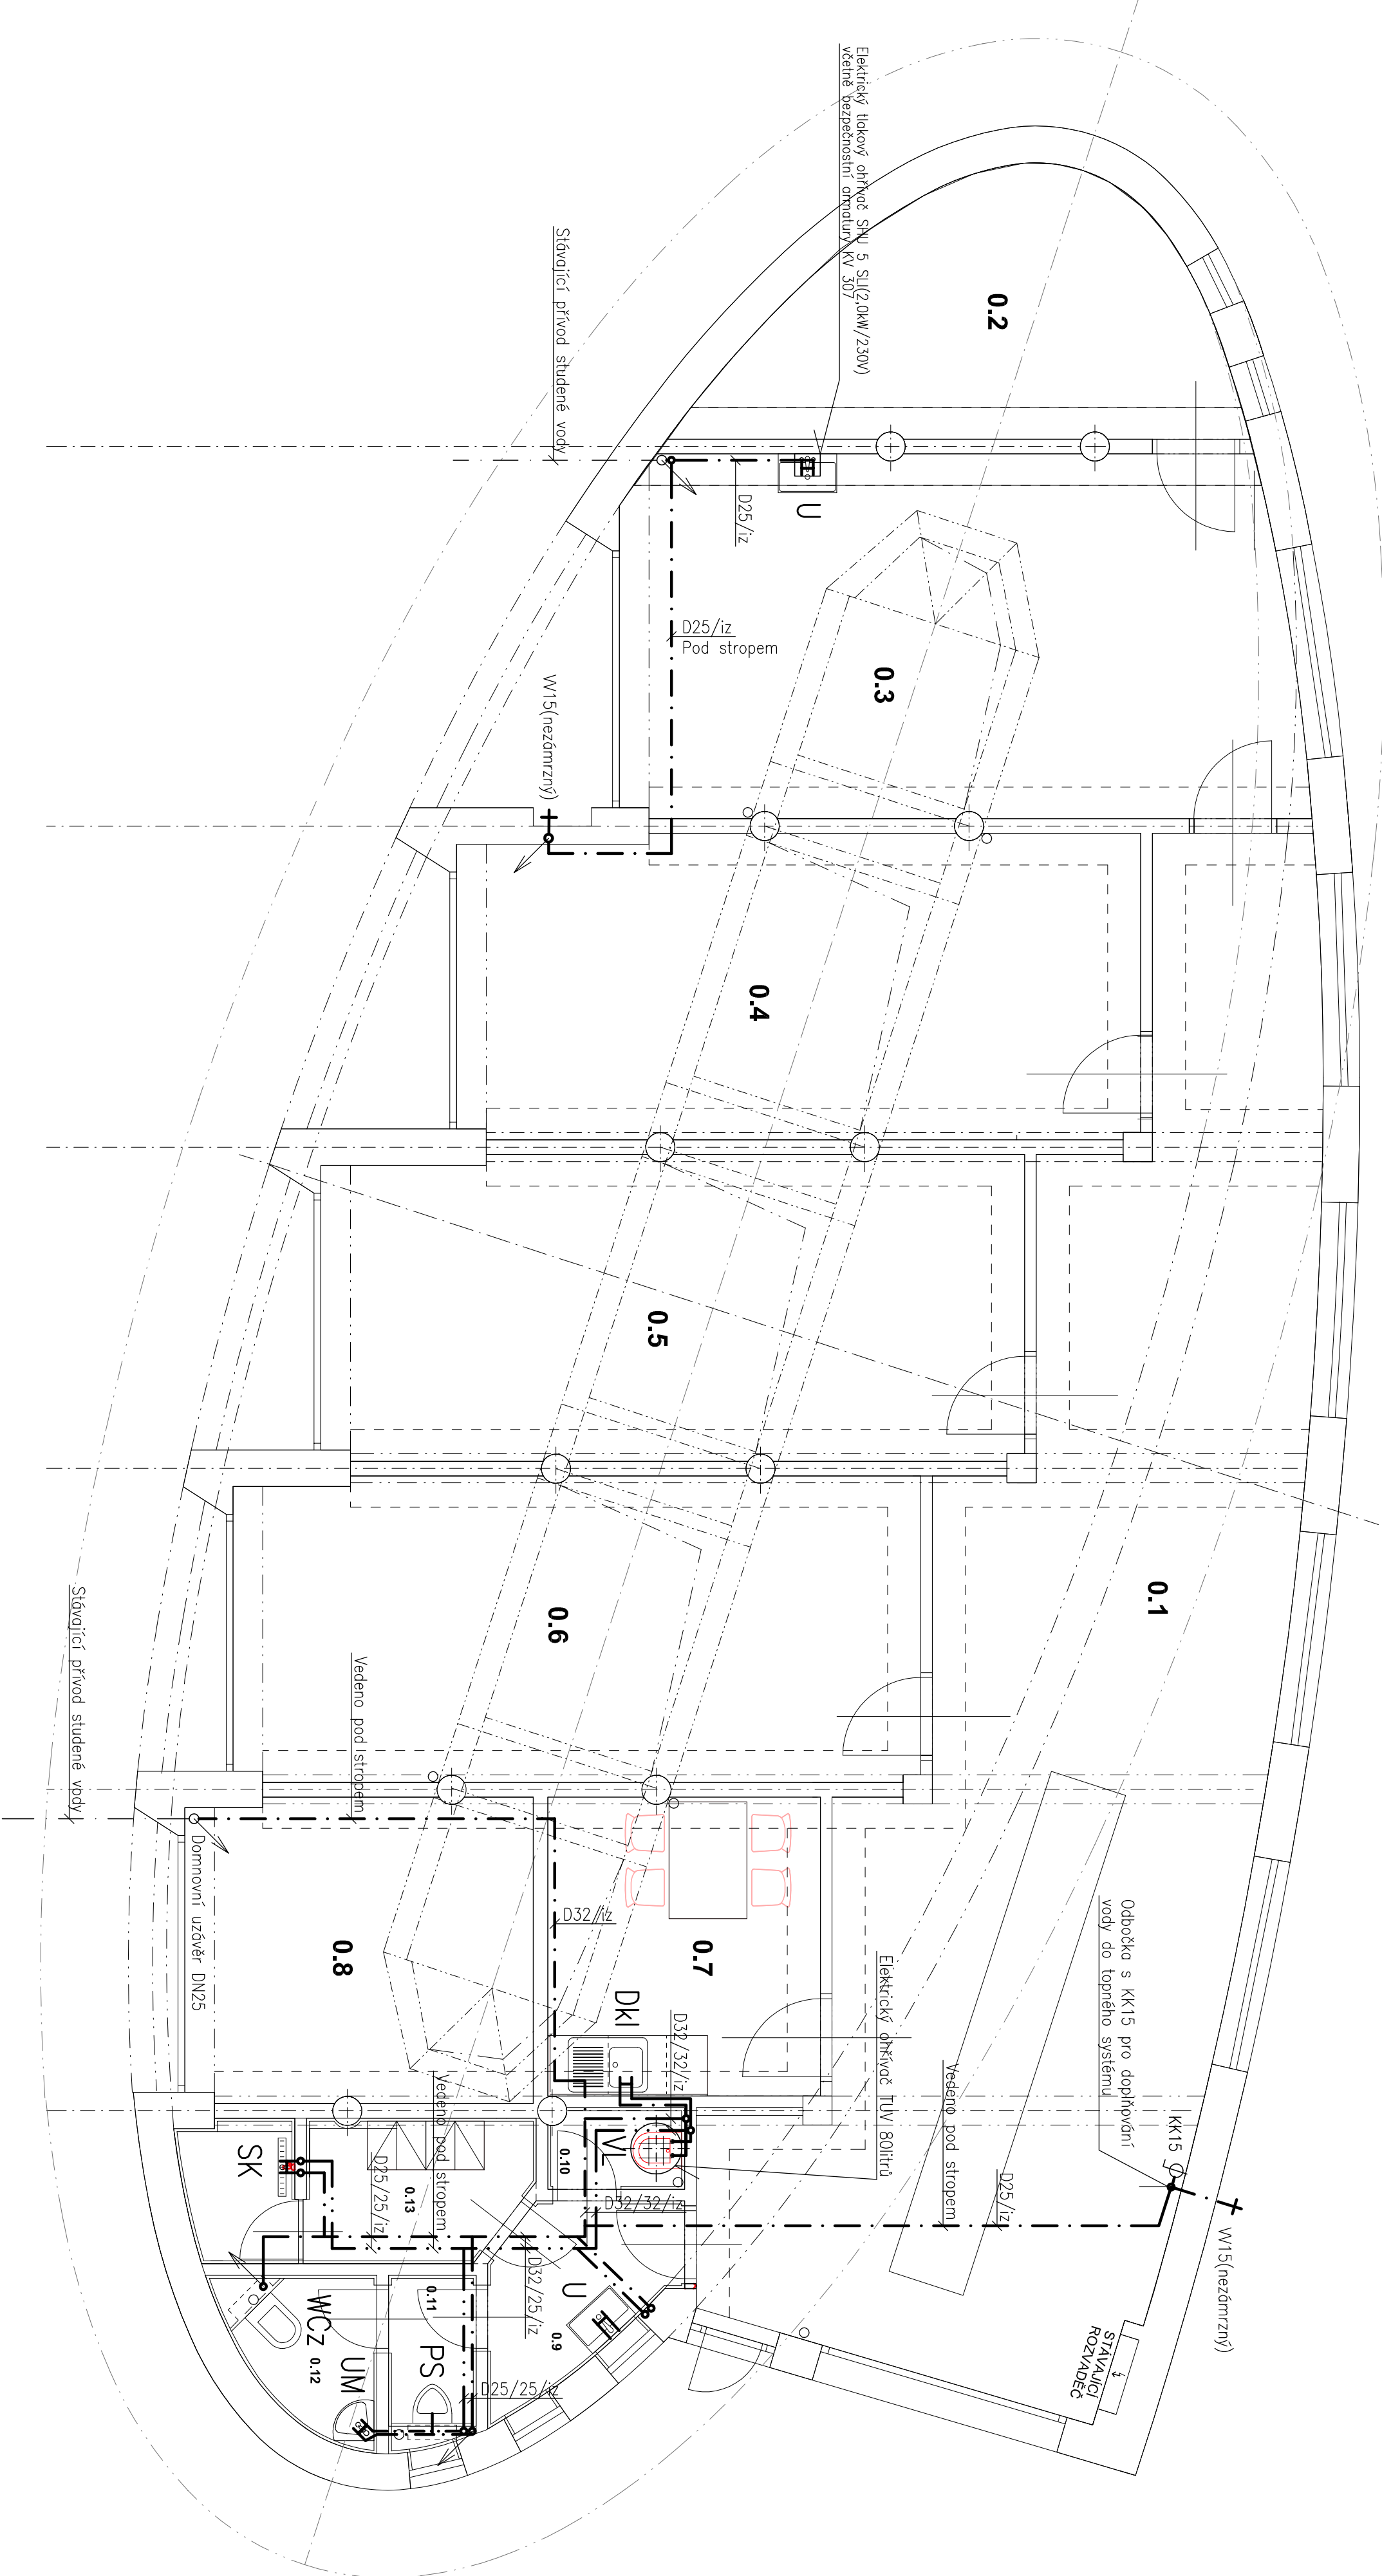 Elektrický tlakový ohřívač SHU 5 SLI(2,0kW/230V)
včetně bezpečnostní armatury KV 307
Stávající přívod studené vody
0.2
U
D25/iz
D25/iz
Pod stropem
W15(nezámrzný)
0.3
0.4
0.5
0.1
0.6
Vedeno pod stropem
Stávající přívod studené vody
Domnovní uzávěr DN25
D32/iz
0.7
0.8
Dkl
D32/32/iz
Elektrický ohřívač TUV 80litrů
Vedeno pod stropem
D25/iz
Odbočka s KK15 pro doplňování
vody do topného systému
KK15
W15(nezámrzný)
Vedeno pod stropem
VL
0.10
D32/32/iz
SK
D25/25/iz
0.13
D32/25/iz
U
0.9
0.11
PS
WCz
0.12
UM
D25/25/iz
STÁVAJÍCÍ
ROZVADĚČ